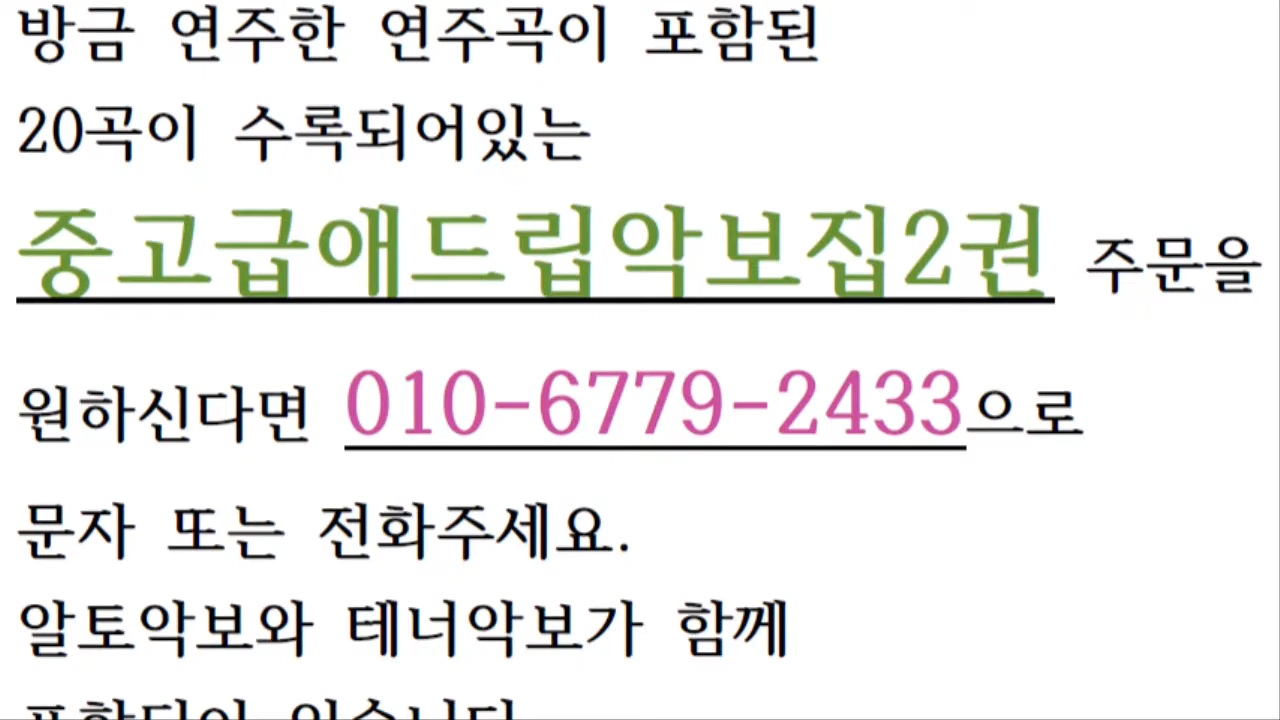 방금 연주한 연주곡이 포함된
20곡이 수록되어있는
중고급애드립악보집2권 주문을
원하신다면 010-6779-2433으로
문자 또는 전화주세요.
알토악보와 테너악보가 함께